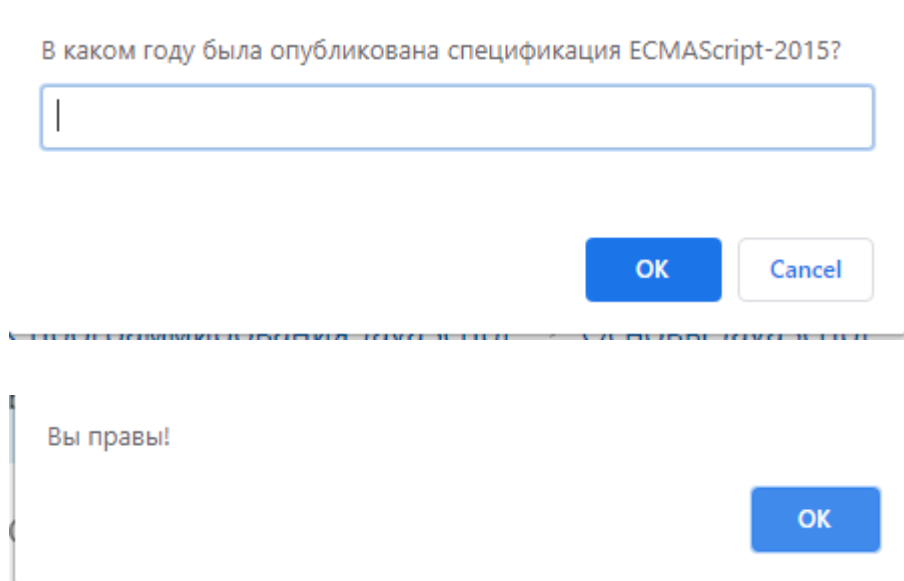 В каком году была опубликована спецификация ECMAScript-2015?
OK
Cancel
Вы правы!
OK